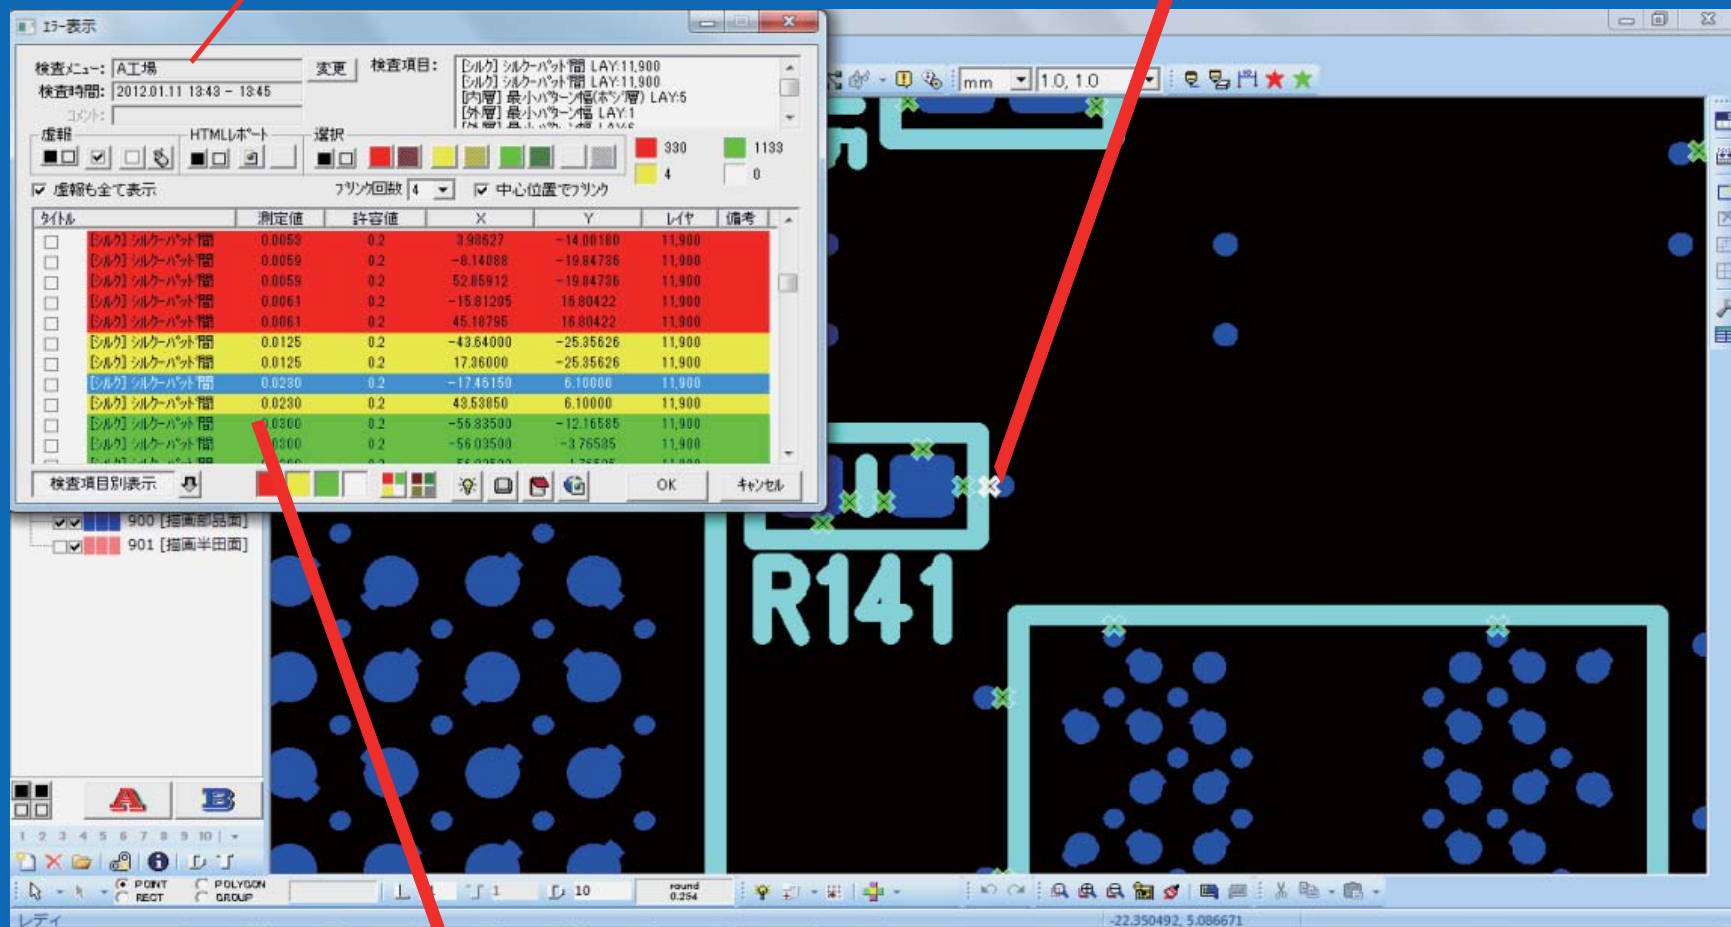 エラー表示
検査メニュー: A工場 変更 検査項目:
[シルク] シルクーパット間 LAY:11,900
[シルク] シルクーパット間 LAY:11,900
[内層] 最小パターン幅(ポジ層) LAY:5
[外層] 最小パターン幅 LAY:1
検査時間: 2012.01.11 13:43 - 13:45
コメント:
虚報 HTMLレポート 選択
330 1133
4 0
虚報も全て表示 ブリンク回数 4 中心位置でブリンク
タイトル 測定値 許容値 X Y レイヤ 備考
[シルク] シルクーパット間 0.0053 0.2 3.98627 -14.00180 11,900
[シルク] シルクーパット間 0.0059 0.2 -8.14088 -19.84736 11,900
[シルク] シルクーパット間 0.0059 0.2 52.85912 -19.84736 11,900
[シルク] シルクーパット間 0.0061 0.2 -15.81205 16.80422 11,900
[シルク] シルクーパット間 0.0061 0.2 45.18795 16.80422 11,900
[シルク] シルクーパット間 0.0125 0.2 -43.64000 -25.35626 11,900
[シルク] シルクーパット間 0.0125 0.2 17.36000 -25.35626 11,900
[シルク] シルクーパット間 0.0230 0.2 -17.46150 6.10000 11,900
[シルク] シルクーパット間 0.0230 0.2 43.53850 6.10000 11,900
[シルク] シルクーパット間 0.0300 0.2 -56.83500 -12.16585 11,900
[シルク] シルクーパット間 0.2 -56.03500 -3.76585 11,900
検査項目別表示 OK キャンセル
mm 1.0, 1.0
900 [描画部品面]
901 [描画半田面]
R141
A B
1 2 3 4 5 6 7 8 9 10
POINT POLYGON
RECT GROUP
1 10 round
0.254
レディ -22.350492, 5.086671